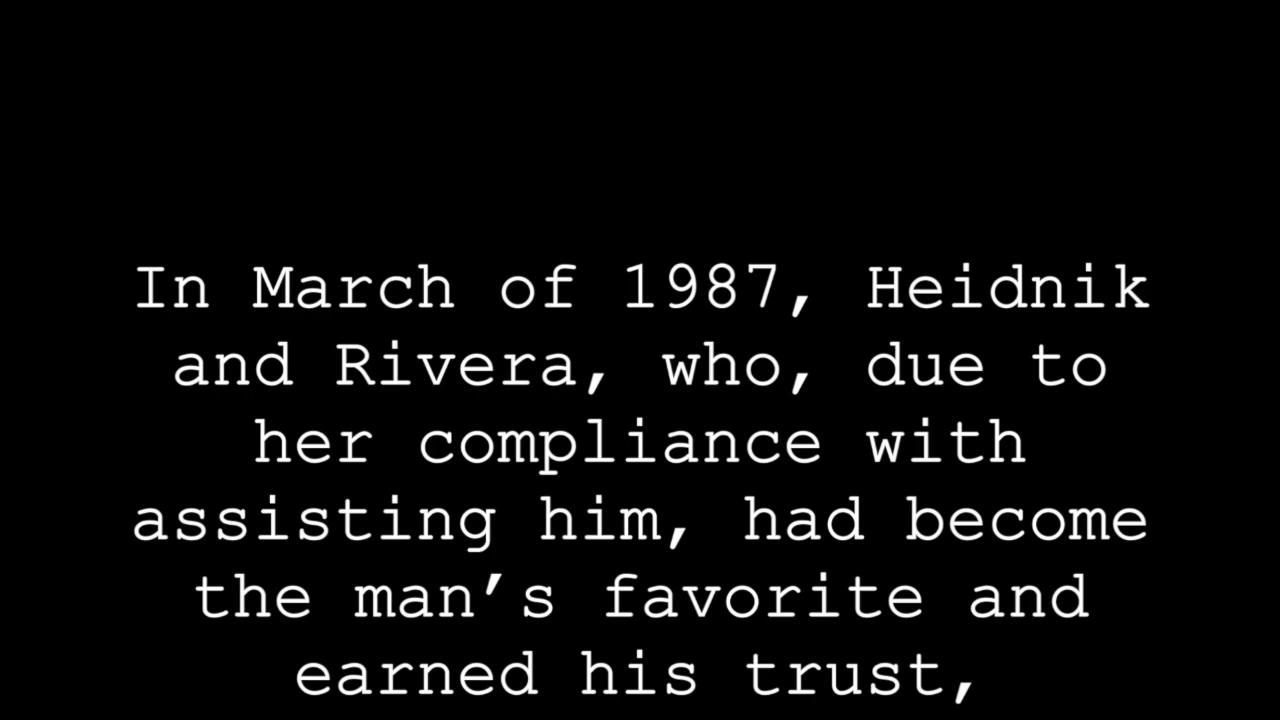 In March of 1987, Heidnik
and Rivera, who, due to
her compliance with
assisting him, had become
the man’s favorite and
earned his trust,